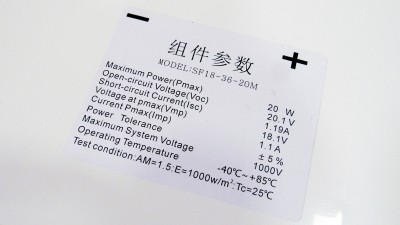 − +
组件参数
MODEL:SF18-36-20M
Maximum Power(Pmax) 20 W
Open-circuit Voltage(Voc) 20.1V
Short-circuit Current(Isc) 1.19A
Voltage at pmax(Vmp) 18.1V
Current Pmax(Imp) 1.1A
Power Tolerance ±5%
Maximum System Voltage 1000V
Operating Temperature -40℃~+85℃
Test condition:AM=1.5;E=1000w/m²:Tc=25℃